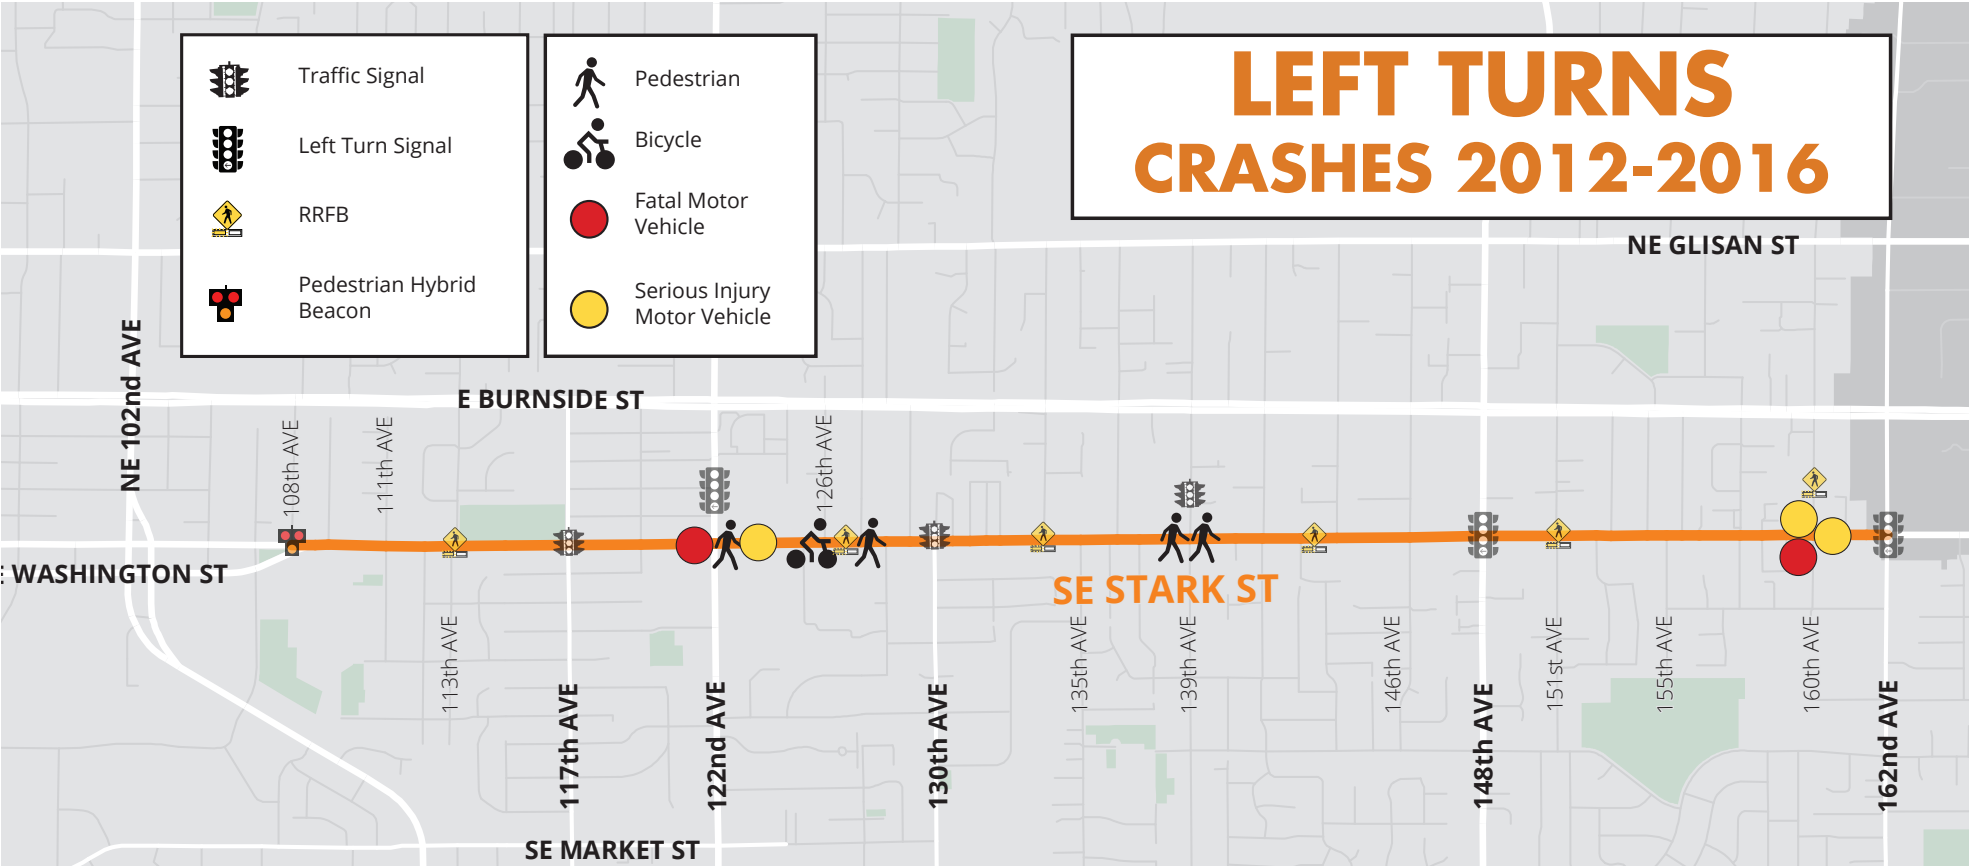 Traffic Signal
Left Turn Signal
RRFB
Pedestrian Hybrid
Beacon
Pedestrian
Bicycle
Fatal Motor
Vehicle
Serious Injury
Motor Vehicle
LEFT TURNS
CRASHES 2012-2016
NE GLISAN ST
NE 102nd AVE
E BURNSIDE ST
108th AVE
111th AVE
126th AVE
E WASHINGTON ST
SE STARK ST
113th AVE
117th AVE
122nd AVE
130th AVE
135th AVE
139th AVE
146th AVE
148th AVE
151st AVE
155th AVE
160th AVE
162nd AVE
SE MARKET ST